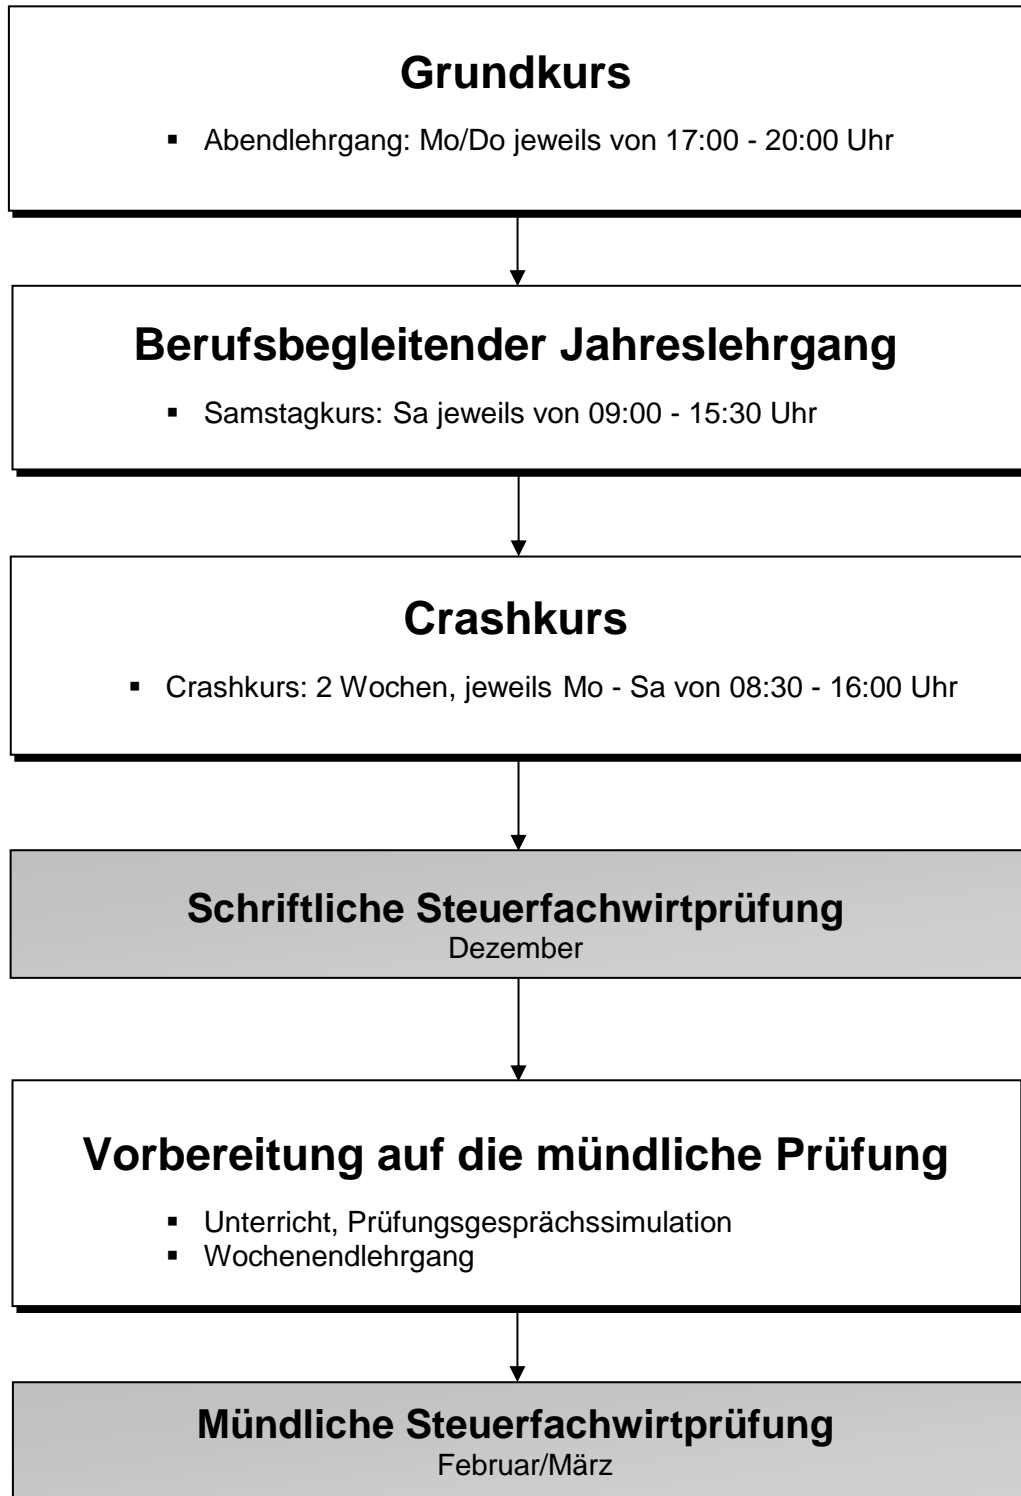 Grundkurs
▪ Abendlehrgang: Mo/Do jeweils von 17:00 - 20:00 Uhr
Berufsbegleitender Jahreslehrgang
▪ Samstagkurs: Sa jeweils von 09:00 - 15:30 Uhr
Crashkurs
▪ Crashkurs: 2 Wochen, jeweils Mo - Sa von 08:30 - 16:00 Uhr
Schriftliche Steuerfachwirtprüfung
Dezember
Vorbereitung auf die mündliche Prüfung
▪ Unterricht, Prüfungsgesprächssimulation
▪ Wochenendlehrgang
Mündliche Steuerfachwirtprüfung
Februar/März